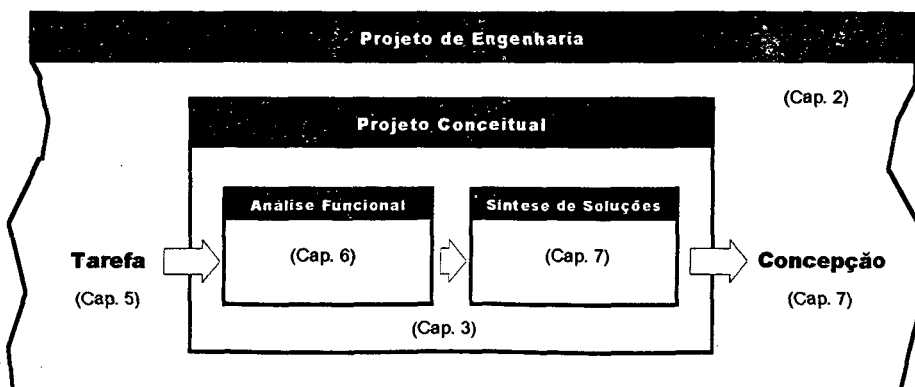 Projeto de Engenharia
(Cap. 2)
Projeto Conceitual
Análise Funcional
Síntese de Soluções
(Cap. 6)
(Cap. 7)
Tarefa
Concepção
(Cap. 5)
(Cap. 7)
(Cap. 3)